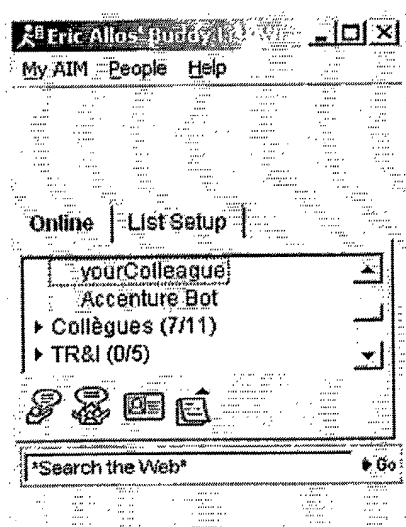 Eric Allos' Buddy
My AIM People Help
Online List Setup
yourColleague
Accenture Bot
Collègues (7/11)
TR&I (0/5)
*Search the Web* Go